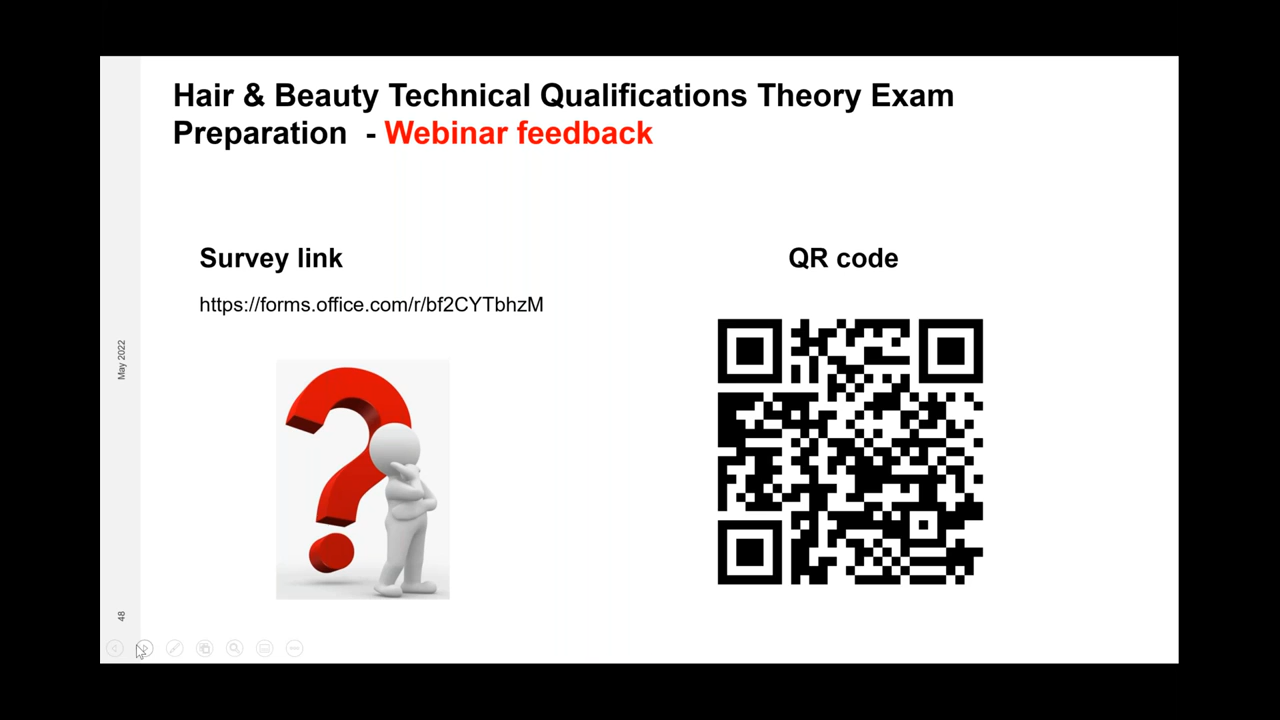 Hair & Beauty Technical Qualifications Theory Exam
Preparation - Webinar feedback
Survey link
QR code
https://forms.office.com/r/bf2CYTbhzM
May 2022
48